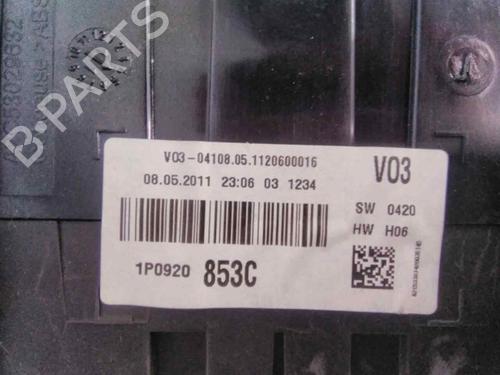 V03-04108.05.1120600016
08.05.2011 23:06 03 1234
V03
SW 0420
HW H06
1P0920 853C
B-PARTS